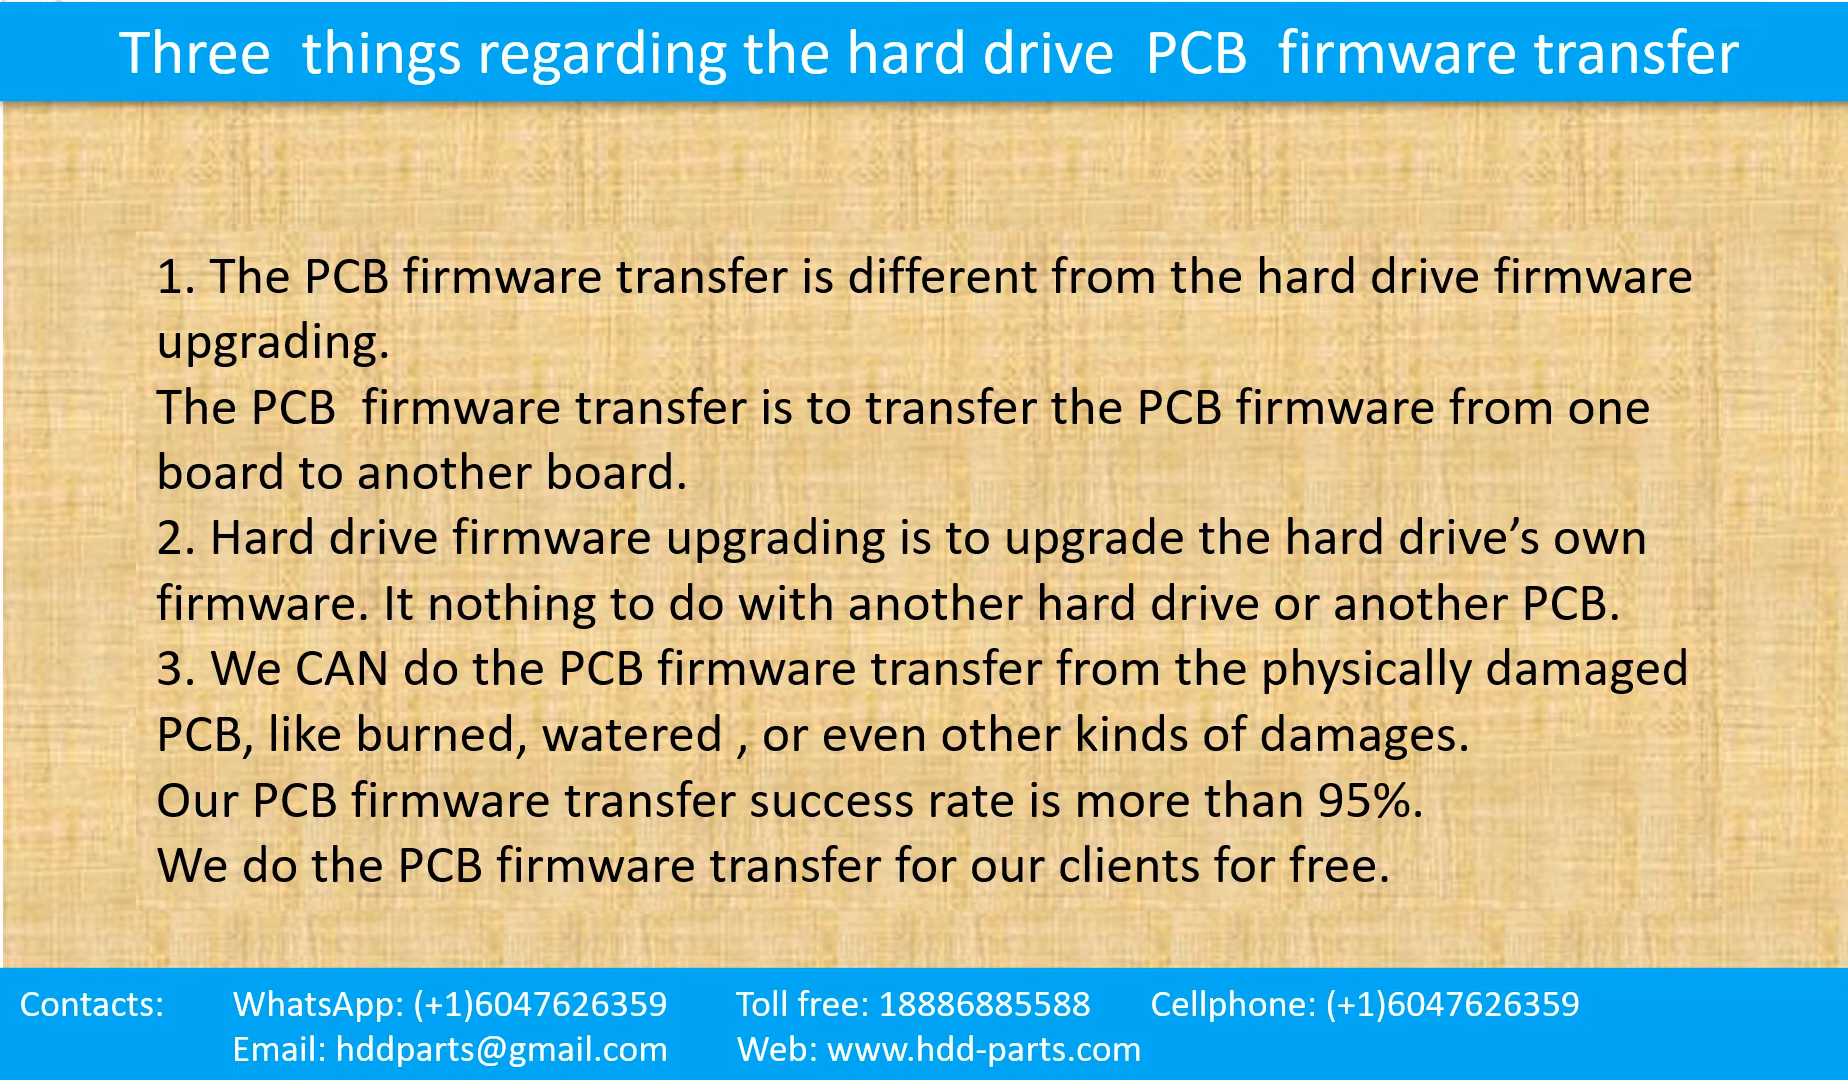 Three  things regarding the hard drive  PCB  firmware transfer
1. The PCB firmware transfer is different from the hard drive firmware
upgrading.
The PCB  firmware transfer is to transfer the PCB firmware from one
board to another board.
2. Hard drive firmware upgrading is to upgrade the hard drive’s own
firmware. It nothing to do with another hard drive or another PCB.
3. We CAN do the PCB firmware transfer from the physically damaged
PCB, like burned, watered , or even other kinds of damages.
Our PCB firmware transfer success rate is more than 95%.
We do the PCB firmware transfer for our clients for free.
Contacts: WhatsApp: (+1)6047626359 Toll free: 18886885588 Cellphone: (+1)6047626359
Email: hddparts@gmail.com Web: www.hdd-parts.com